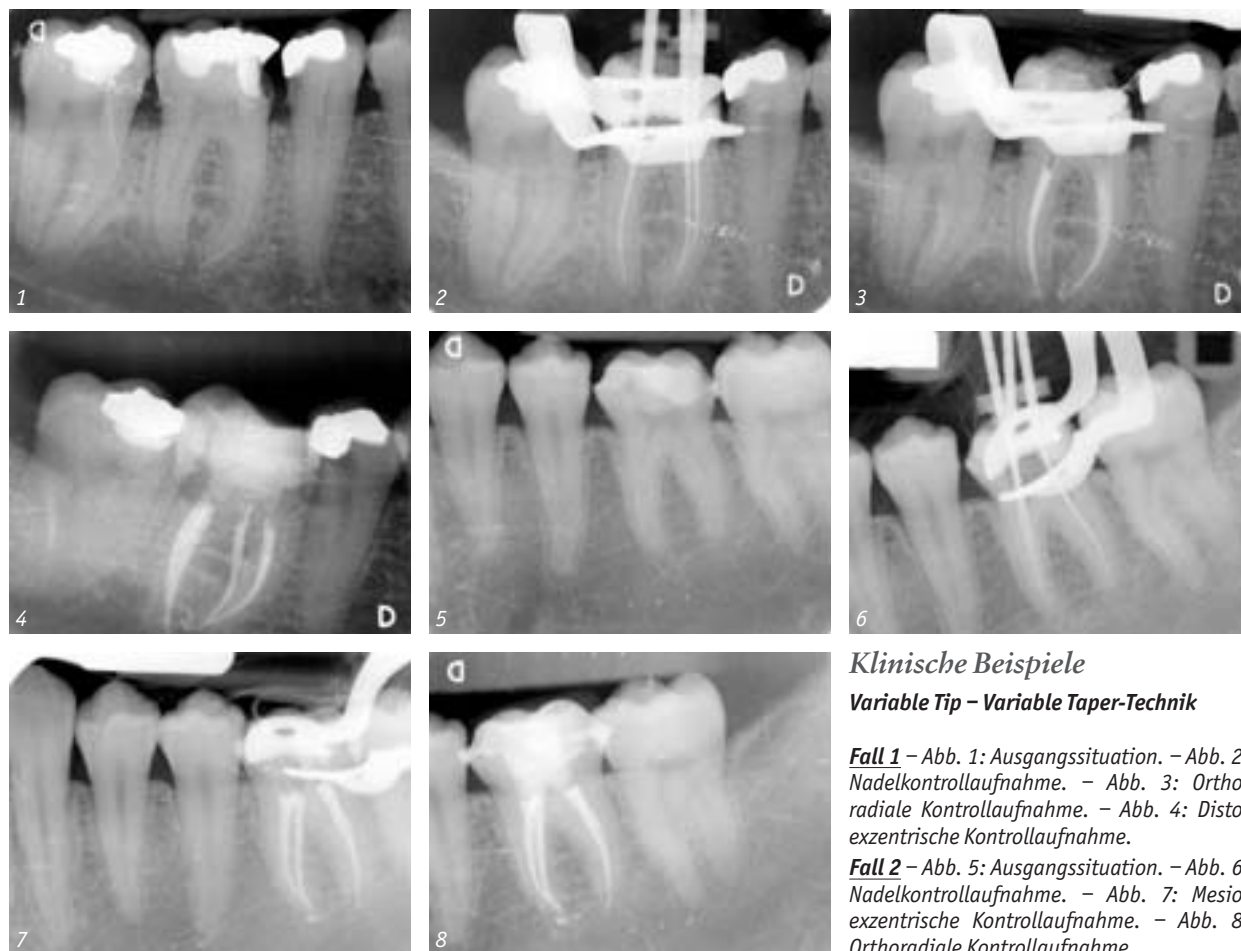 D
1
D
2
D
3
D
4
D
5
6
7
D
8
Klinische Beispiele
Variable Tip – Variable Taper-Technik
Fall 1 – Abb. 1: Ausgangssituation. – Abb. 2
Nadelkontrollaufnahme. – Abb. 3: Ortho
radiale Kontrollaufnahme. – Abb. 4: Disto
exzentrische Kontrollaufnahme.
Fall 2 – Abb. 5: Ausgangssituation. – Abb. 6
Nadelkontrollaufnahme. – Abb. 7: Mesio
exzentrische Kontrollaufnahme. – Abb. 8
Orthoradiale Kontrollaufnahme